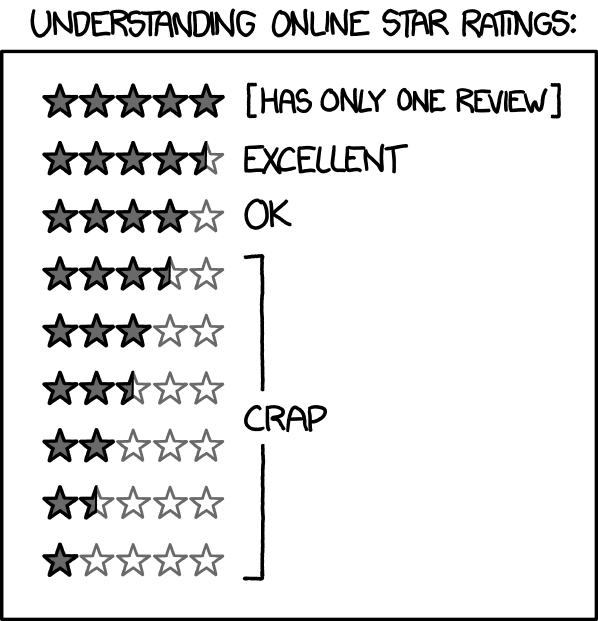 UNDERSTANDING ONLINE STAR RATINGS:
[HAS ONLY ONE REVIEW]
EXCELLENT
OK
CRAP